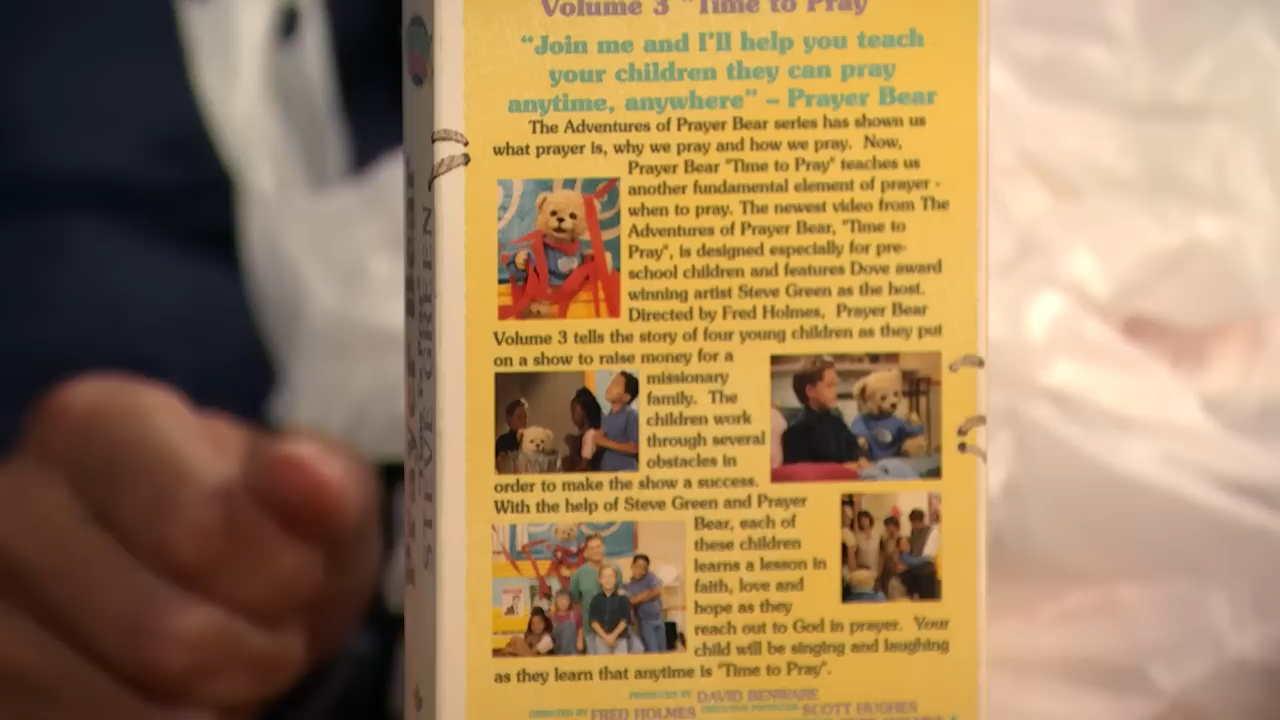 Volume 3 "Time to Pray
"Join me and I'll help you teach
your children they can pray
anytime, anywhere" – Prayer Bear
The Adventures of Prayer Bear series has shown us
what prayer is, why we pray and how we pray. Now,
Prayer Bear "Time to Pray" teaches us
another fundamental element of prayer -
when to pray. The newest video from The
Adventures of Prayer Bear, "Time to
Pray", is designed especially for pre-
school children and features Dove award
winning artist Steve Green as the host.
Directed by Fred Holmes, Prayer Bear
Volume 3 tells the story of four young children as they put
on a show to raise money for a
missionary
family. The
children work
through several
obstacles in
order to make the show a success.
With the help of Steve Green and Prayer
Bear, each of
these children
learns a lesson in
faith, love and
hope as they
reach out to God in prayer. Your
child will be singing and laughing
as they learn that anytime is "Time to Pray".
PRODUCED BY DAVID BENWARE
DIRECTED BY FRED HOLMES EXECUTIVE PRODUCER SCOTT HUGHES
Prayer Bear
STEVE GREEN